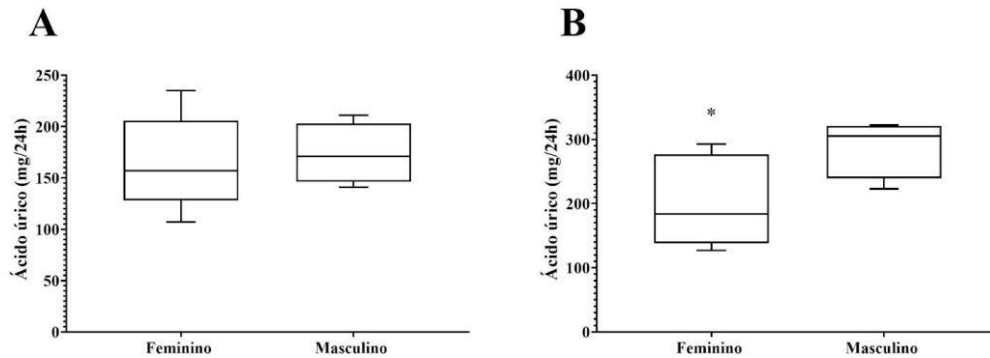 A
Ácido úrico (mg/24h)
250
200
150
100
50
0
Feminino Masculino
B
Ácido úrico (mg/24h)
400
300
200
100
0
*
Feminino Masculino